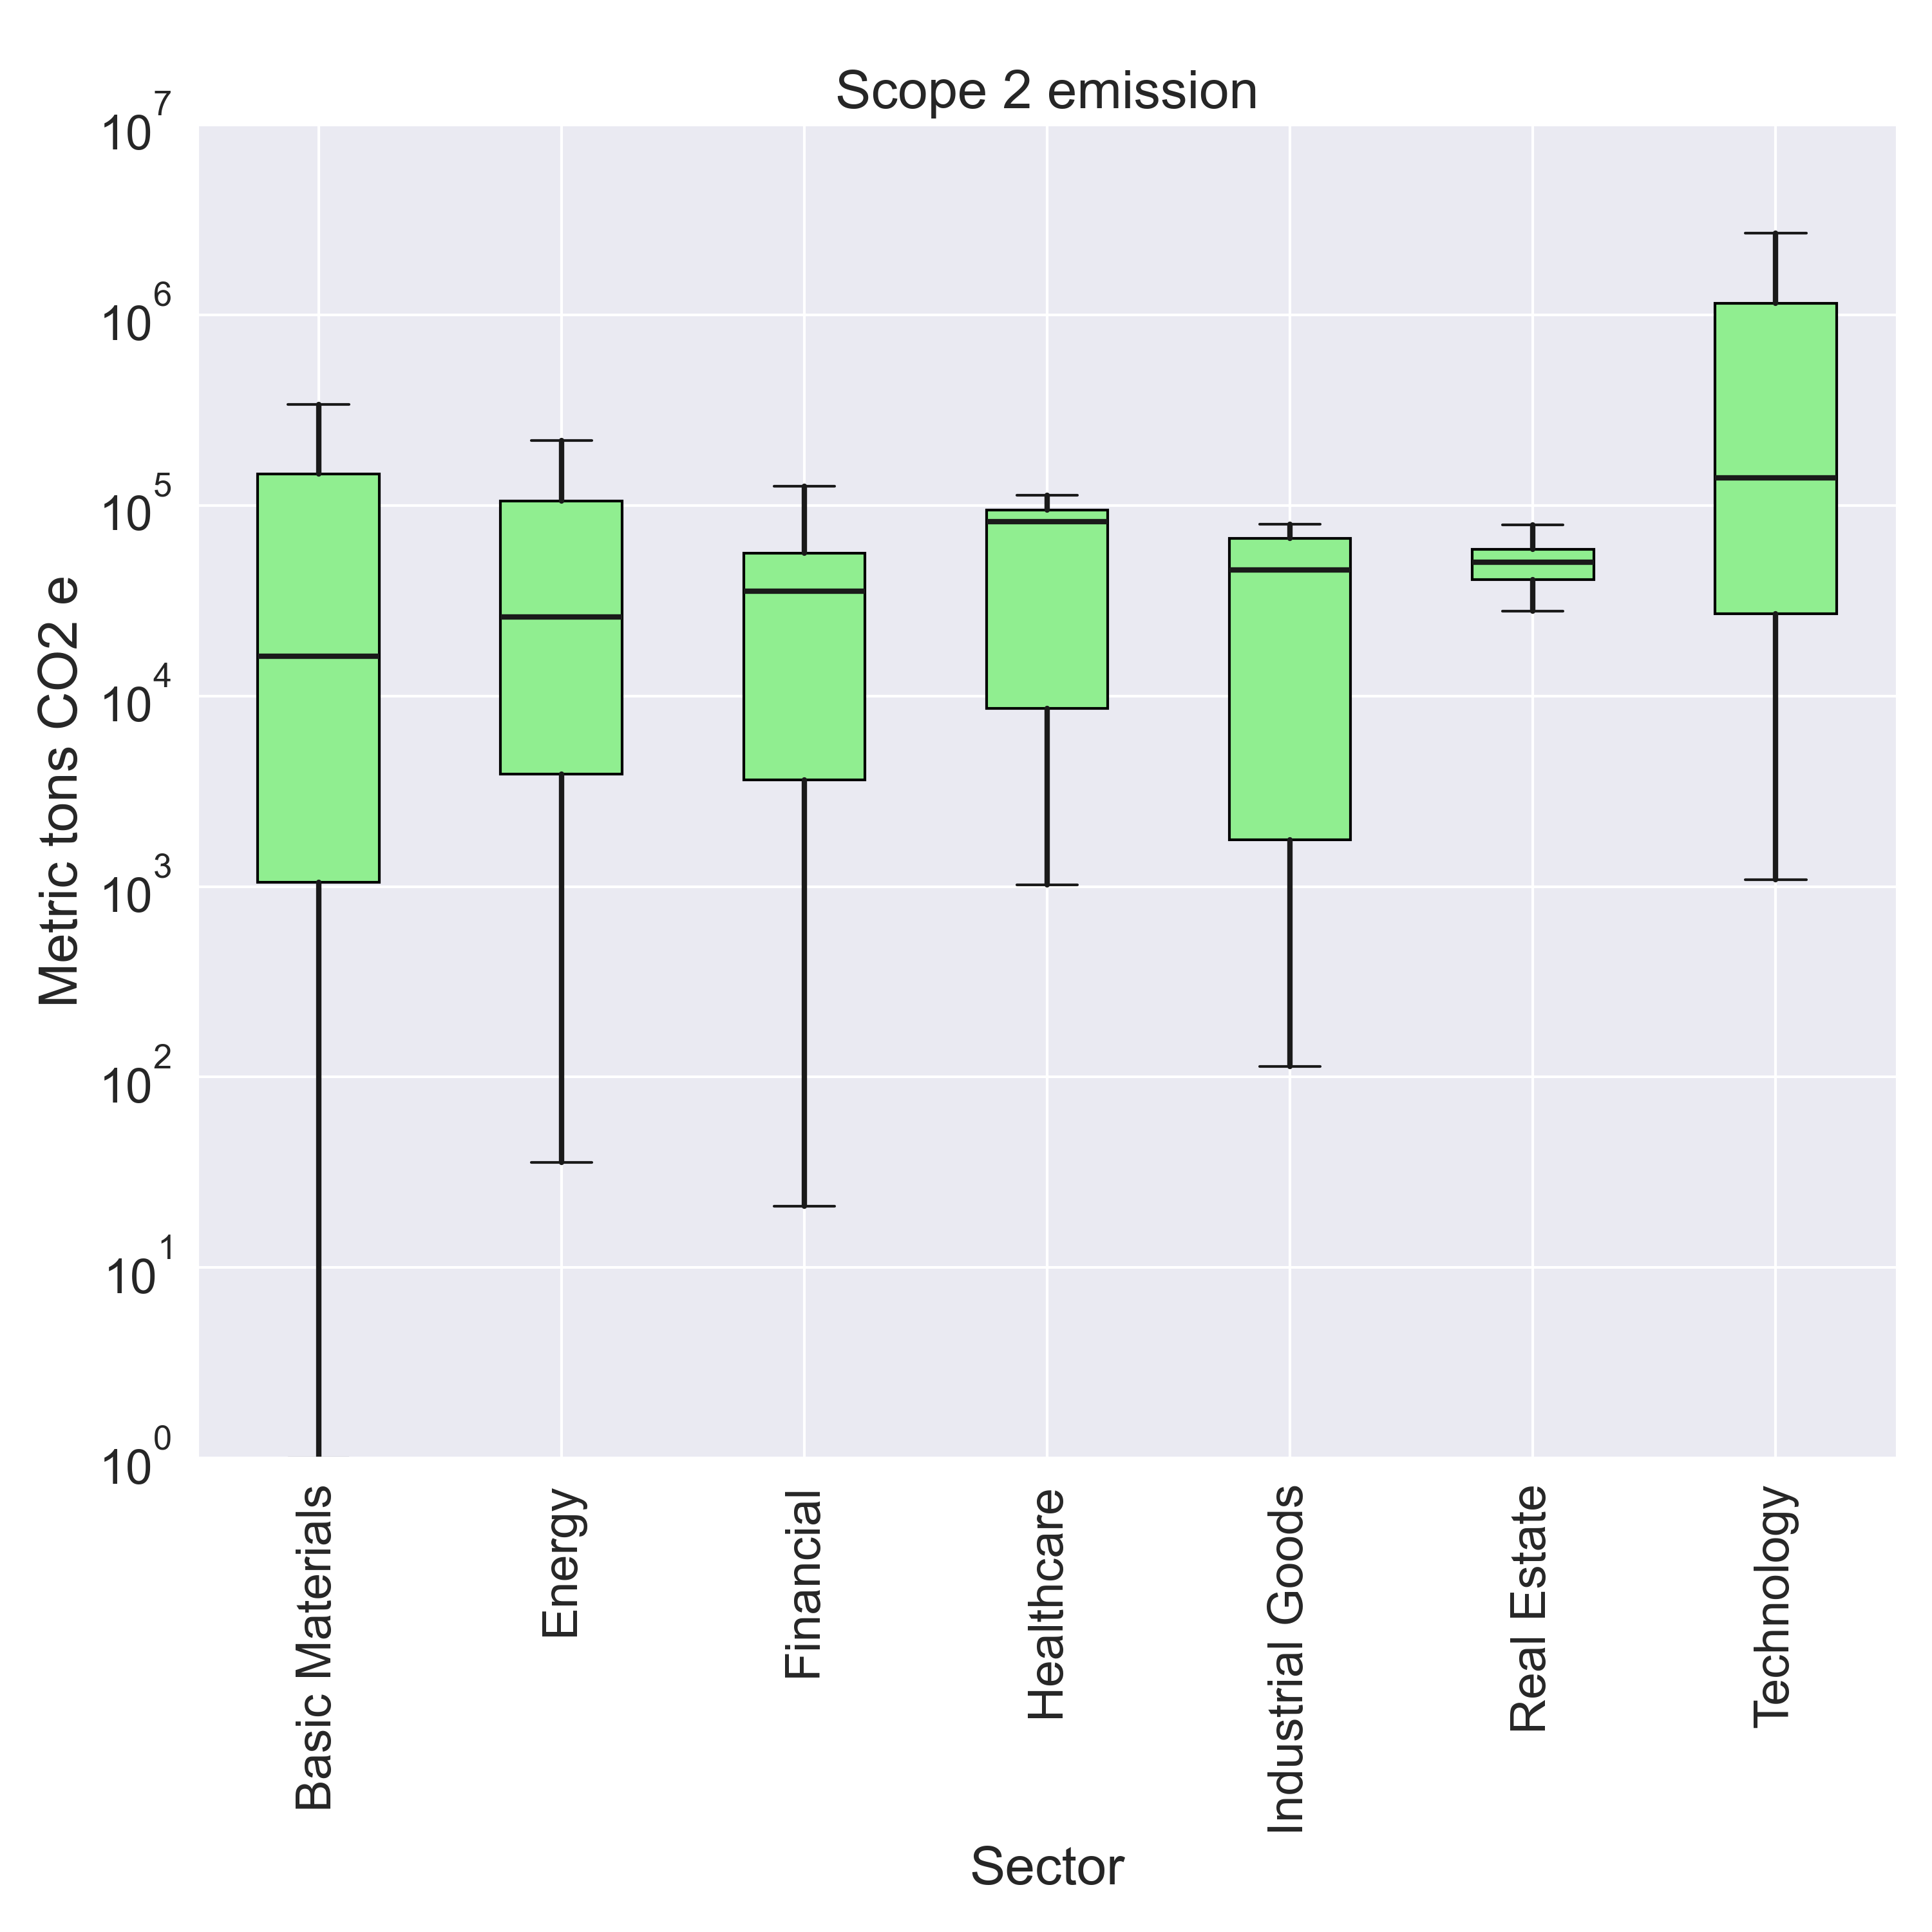 Scope 2 emission
Metric tons CO2 e
10^7
10^6
10^5
10^4
10^3
10^2
10^1
10^0
Basic Materials
Energy
Financial
Healthcare
Industrial Goods
Real Estate
Technology
Sector